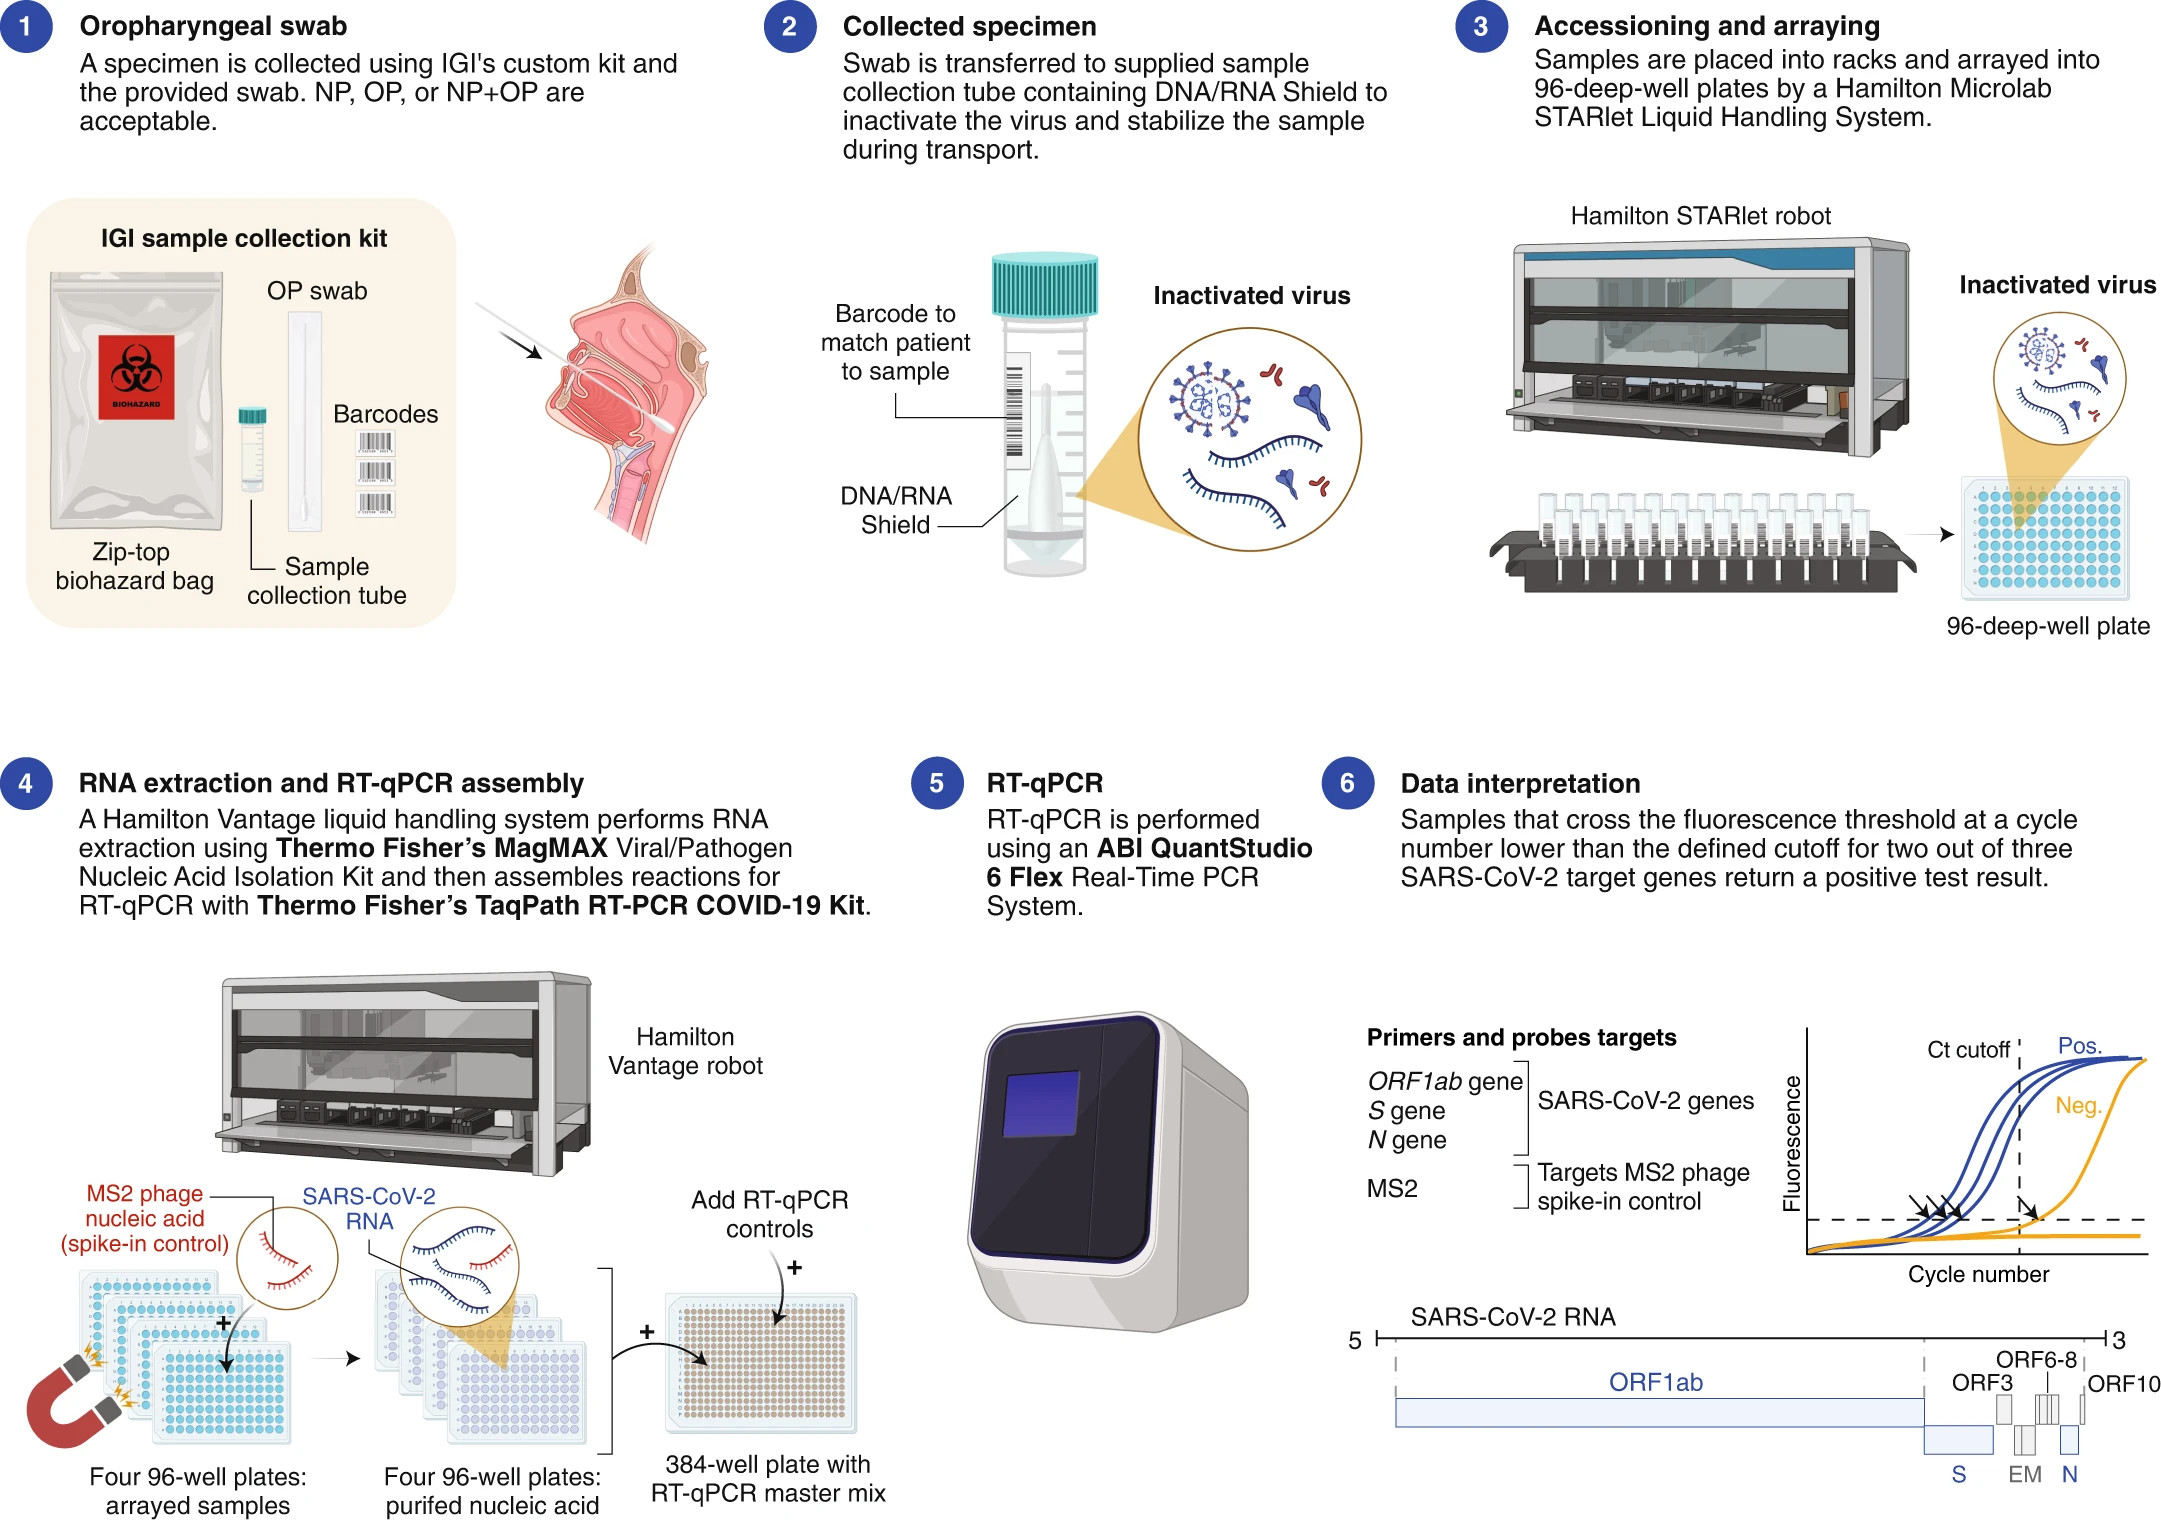 1
Oropharyngeal swab
A specimen is collected using IGI's custom kit and
the provided swab. NP, OP, or NP+OP are
acceptable.
IGI sample collection kit
OP swab
BIOHAZARD
Barcodes
Zip-top
biohazard bag
Sample
collection tube
2
Collected specimen
Swab is transferred to supplied sample
collection tube containing DNA/RNA Shield to
inactivate the virus and stabilize the sample
during transport.
Barcode to
match patient
to sample
Inactivated virus
DNA/RNA
Shield
3
Accessioning and arraying
Samples are placed into racks and arrayed into
96-deep-well plates by a Hamilton Microlab
STARlet Liquid Handling System.
Hamilton STARlet robot
Inactivated virus
96-deep-well plate
4
RNA extraction and RT-qPCR assembly
A Hamilton Vantage liquid handling system performs RNA
extraction using Thermo Fisher’s MagMAX Viral/Pathogen
Nucleic Acid Isolation Kit and then assembles reactions for
RT-qPCR with Thermo Fisher’s TaqPath RT-PCR COVID-19 Kit.
Hamilton
Vantage robot
MS2 phage
nucleic acid
(spike-in control)
SARS-CoV-2
RNA
Add RT-qPCR
controls
+
+
+
Four 96-well plates:
arrayed samples
Four 96-well plates:
purifed nucleic acid
384-well plate with
RT-qPCR master mix
5
RT-qPCR
RT-qPCR is performed
using an ABI QuantStudio
6 Flex Real-Time PCR
System.
6
Data interpretation
Samples that cross the fluorescence threshold at a cycle
number lower than the defined cutoff for two out of three
SARS-CoV-2 target genes return a positive test result.
Primers and probes targets
ORF1ab gene
S gene
N gene
SARS-CoV-2 genes
MS2
Targets MS2 phage
spike-in control
Ct cutoff
Pos.
Neg.
Fluorescence
Cycle number
SARS-CoV-2 RNA
5
3
ORF6-8
ORF1ab
ORF3
ORF10
S
EM
N